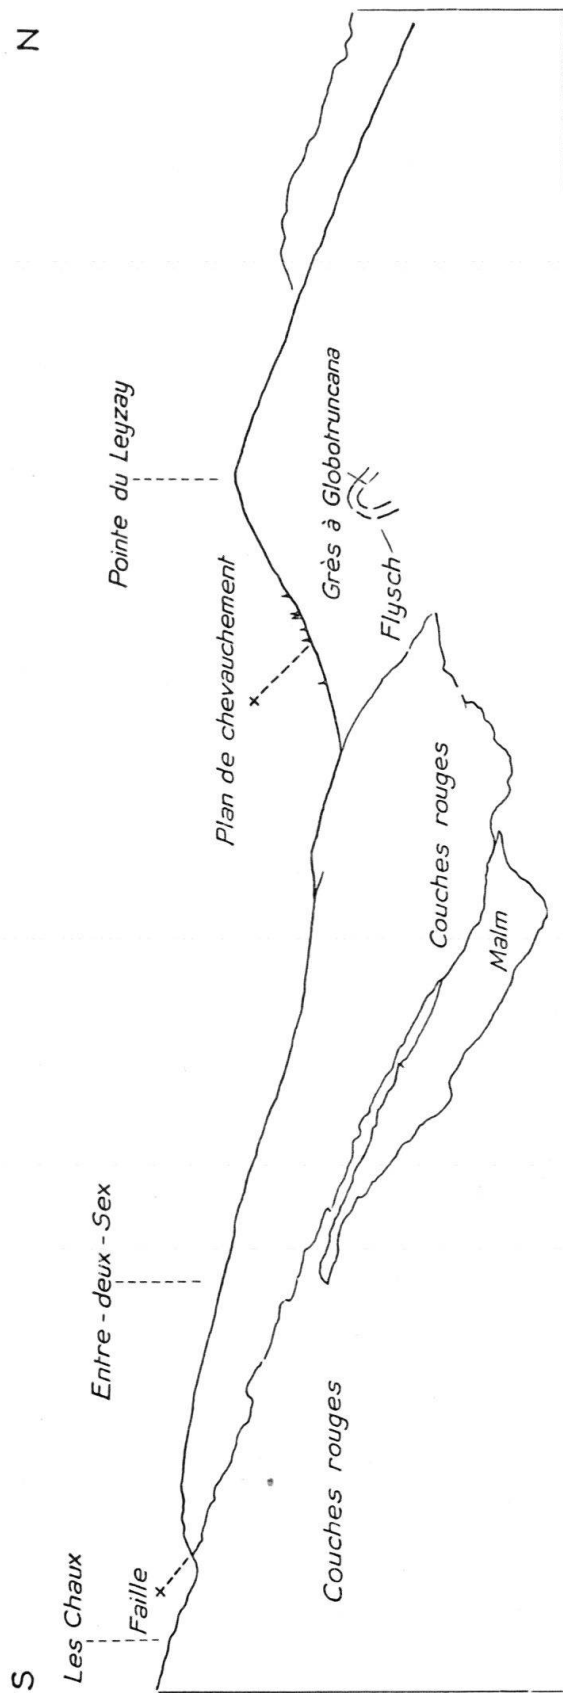 S
N
Les Chaux
Faille
Entre-deux-Sex
Pointe du Leyzay
Plan de chevauchement
Grès à Globotruncana
Flysch
Couches rouges
Malm
Couches rouges